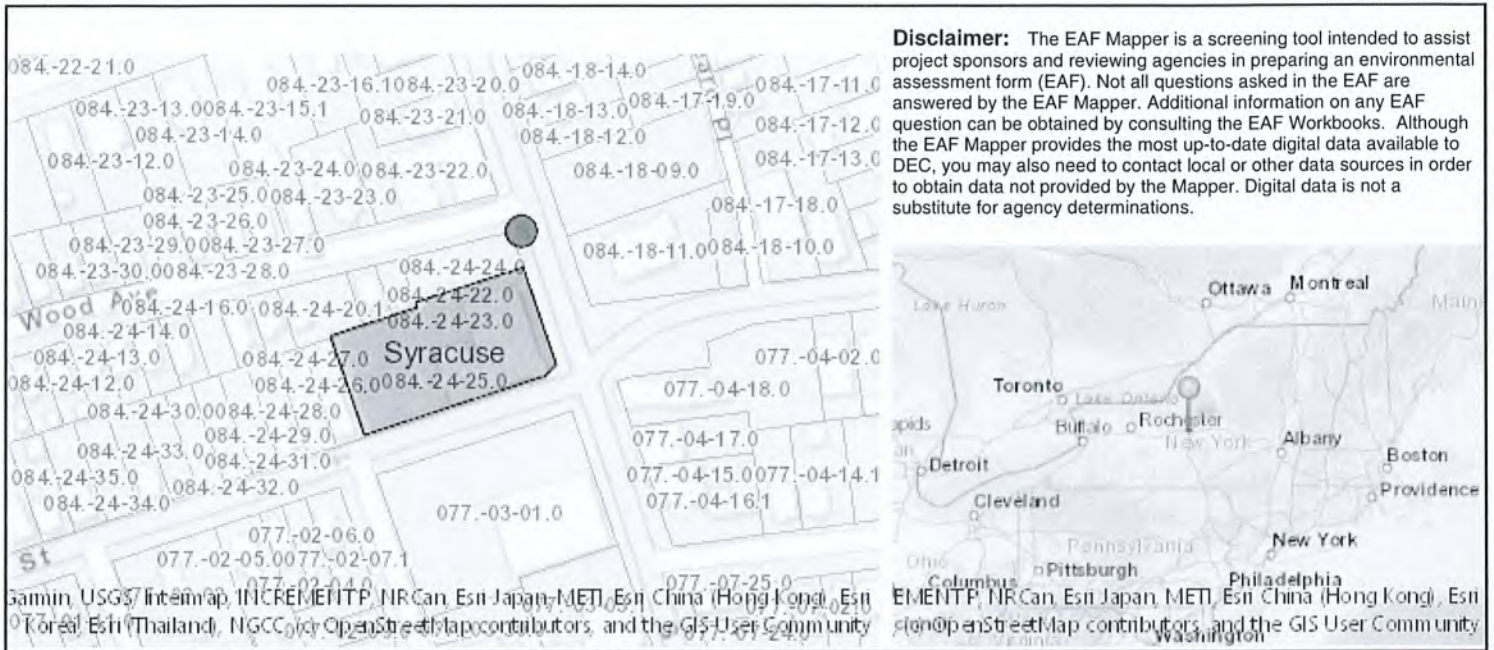 Disclaimer: The EAF Mapper is a screening tool intended to assist
project sponsors and reviewing agencies in preparing an environmental
assessment form (EAF). Not all questions asked in the EAF are
answered by the EAF Mapper. Additional information on any EAF
question can be obtained by consulting the EAF Workbooks. Although
the EAF Mapper provides the most up-to-date digital data available to
DEC, you may also need to contact local or other data sources in order
to obtain data not provided by the Mapper. Digital data is not a
substitute for agency determinations.
084.-22-21.0
084.-23-16.1 084.-23-20.0
084.-18-14.0
084.-17-11.0
084.-23-13.0 084.-23-15.1
084.-23-21.0
084.-18-13.0
084.-17-19.0
084.-23-14.0
084.-18-12.0
084.-17-12.0
Pl
084.-23-12.0
084.-23-24.0 084.-23-22.0
084.-18-09.0
084.-17-13.0
084.-23-25.0 084.-23-23.0
084.-17-18.0
084.-23-26.0
084.-23-29.0 084.-23-27.0
084.-18-11.0 084.-18-10.0
084.-23-30.0 084.-23-28.0
084.-24-24.0
Wood Ave
084.-24-16.0 084.-24-20.1
084.-24-22.0
084.-24-14.0
084.-24-23.0
084.-24-13.0
084.-24-27.0
Syracuse
077.-04-02.0
084.-24-12.0
084.-24-26.0 084.-24-25.0
077.-04-18.0
084.-24-30.0 084.-24-28.0
084.-24-29.0
077.-04-17.0
084.-24-33.0
084.-24-31.0
084.-24-35.0
084.-24-32.0
077.-04-15.0 077.-04-14.1
084.-24-34.0
077.-04-16.1
077.-03-01.0
St
077.-02-06.0
077.-02-05.0 077.-02-07.1
077.-02-04.0
077.-07-25.0
Garmin, USGS, Intermap, INCREMENT P, NRCan, Esri Japan, METI, Esri China (Hong Kong), Esri
Korea, Esri (Thailand), NGCC, (c) OpenStreetMap contributors, and the GIS User Community
Ottawa
Montreal
Lake Huron
Toronto
Lake Ontario
Rochester
Buffalo
New York
Albany
Detroit
Boston
Providence
Cleveland
New York
Pennsylvania
Ohio
Pittsburgh
Columbus
Philadelphia
EMENT P, NRCan, Esri Japan, METI, Esri China (Hong Kong), Esri
OpenStreetMap contributors, and the GIS User Community
Washington